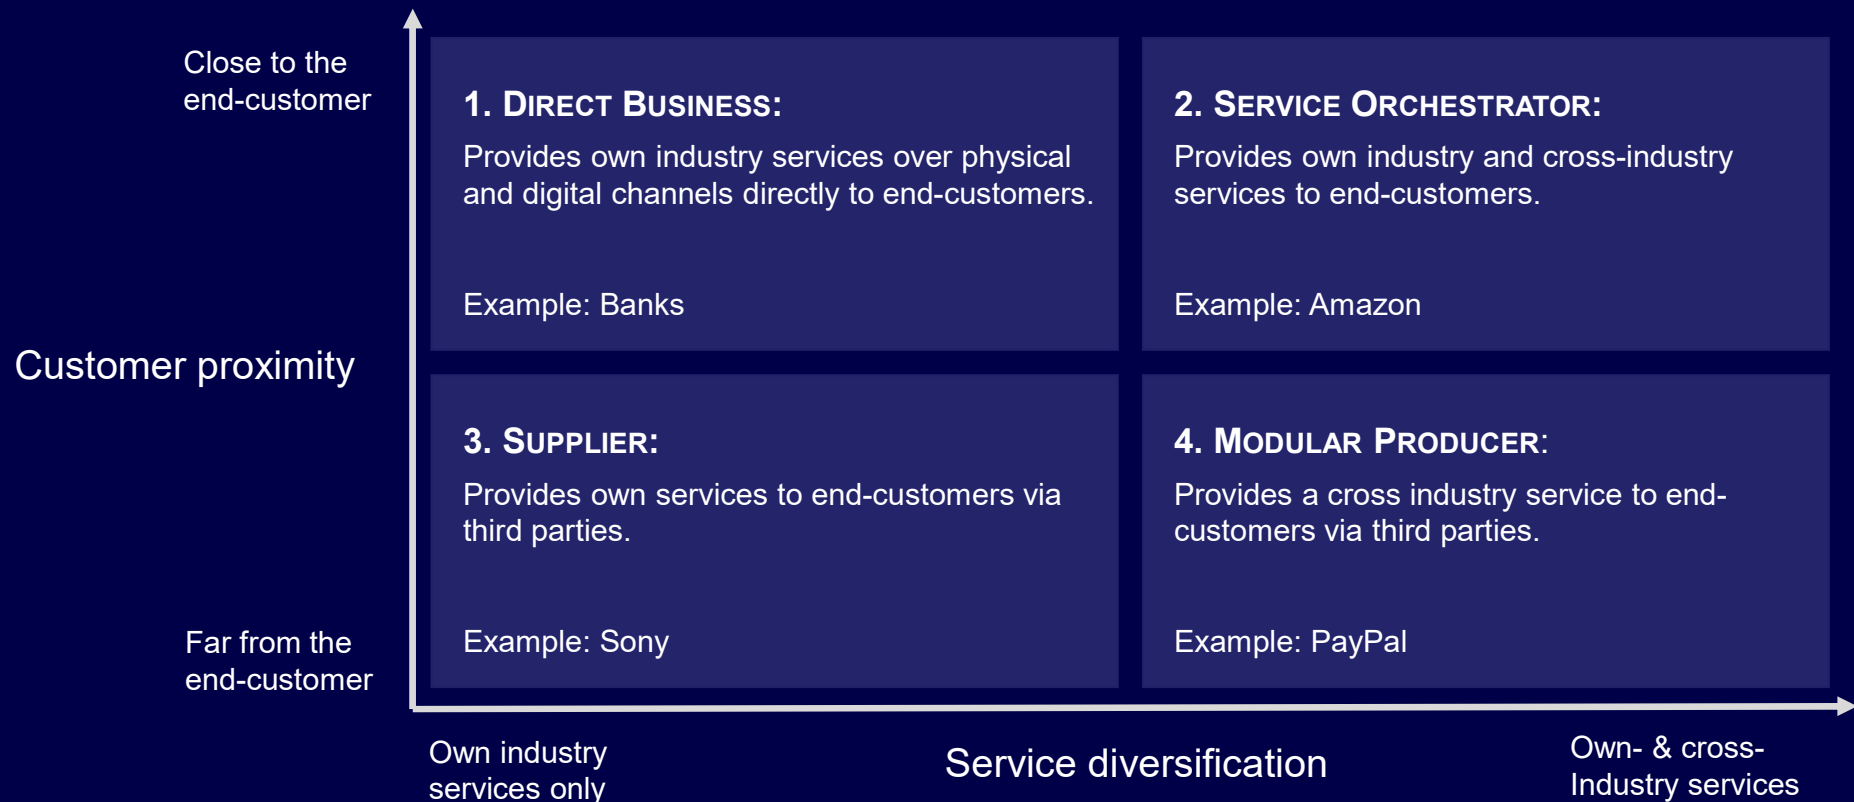 Close to the
end-customer
1. DIRECT BUSINESS:
Provides own industry services over physical
and digital channels directly to end-customers.
Example: Banks
2. SERVICE ORCHESTRATOR:
Provides own industry and cross-industry
services to end-customers.
Example: Amazon
Customer proximity
3. SUPPLIER:
Provides own services to end-customers via
third parties.
Example: Sony
4. MODULAR PRODUCER:
Provides a cross industry service to end-
customers via third parties.
Example: PayPal
Far from the
end-customer
Own industry
services only
Service diversification
Own- & cross-
Industry services